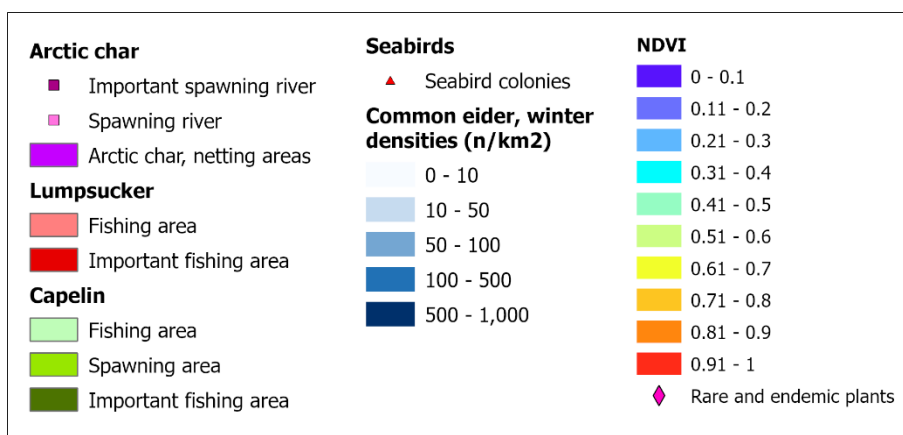 Arctic char
Important spawning river
Spawning river
Arctic char, netting areas
Lumpsucker
Fishing area
Important fishing area
Capelin
Fishing area
Spawning area
Important fishing area
Seabirds
Seabird colonies
Common eider, winter
densities (n/km2)
0 - 10
10 - 50
50 - 100
100 - 500
500 - 1,000
NDVI
0 - 0.1
0.11 - 0.2
0.21 - 0.3
0.31 - 0.4
0.41 - 0.5
0.51 - 0.6
0.61 - 0.7
0.71 - 0.8
0.81 - 0.9
0.91 - 1
Rare and endemic plants